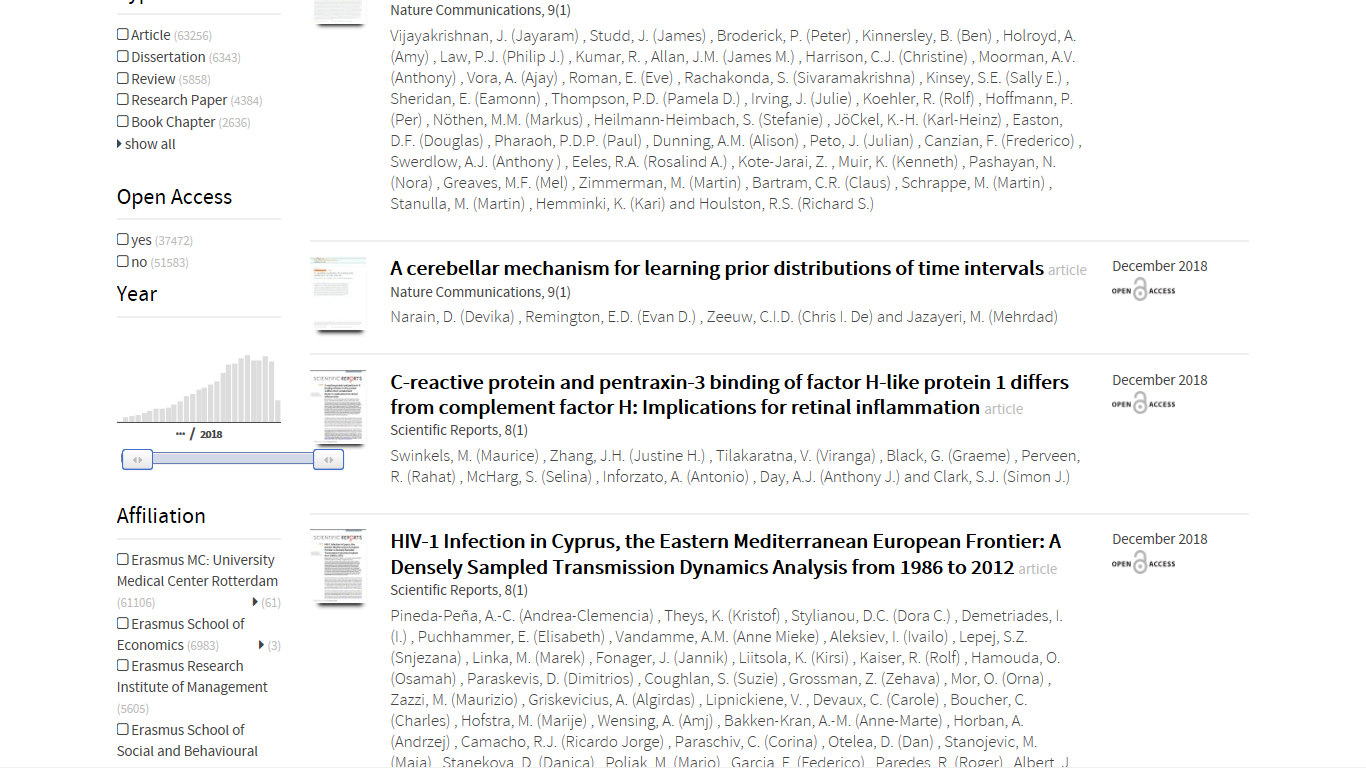 Article (63256)
Dissertation (6343)
Review (5858)
Research Paper (4384)
Book Chapter (2636)
show all
Open Access
yes (37472)
no (51583)
Year
... / 2018
Affiliation
Erasmus MC: University
Medical Center Rotterdam
(61106) (61)
Erasmus School of
Economics (6983) (3)
Erasmus Research
Institute of Management
(5605)
Erasmus School of
Social and Behavioural
Nature Communications, 9(1)
Vijayakrishnan, J. (Jayaram) , Studd, J. (James) , Broderick, P. (Peter) , Kinnersley, B. (Ben) , Holroyd, A.
(Amy) , Law, P.J. (Philip J.) , Kumar, R. , Allan, J.M. (James M.) , Harrison, C.J. (Christine) , Moorman, A.V.
(Anthony) , Vora, A. (Ajay) , Roman, E. (Eve) , Rachakonda, S. (Sivaramakrishna) , Kinsey, S.E. (Sally E.) ,
Sheridan, E. (Eamonn) , Thompson, P.D. (Pamela D.) , Irving, J. (Julie) , Koehler, R. (Rolf) , Hoffmann, P.
(Per) , Nöthen, M.M. (Markus) , Heilmann-Heimbach, S. (Stefanie) , JöCkel, K.-H. (Karl-Heinz) , Easton,
D.F. (Douglas) , Pharaoh, P.D.P. (Paul) , Dunning, A.M. (Alison) , Peto, J. (Julian) , Canzian, F. (Frederico) ,
Swerdlow, A.J. (Anthony ) , Eeles, R.A. (Rosalind A.) , Kote-Jarai, Z. , Muir, K. (Kenneth) , Pashayan, N.
(Nora) , Greaves, M.F. (Mel) , Zimmerman, M. (Martin) , Bartram, C.R. (Claus) , Schrappe, M. (Martin) ,
Stanulla, M. (Martin) , Hemminki, K. (Kari) and Houlston, R.S. (Richard S.)
A cerebellar mechanism for learning prior distributions of time intervals article
Nature Communications, 9(1)
Narain, D. (Devika) , Remington, E.D. (Evan D.) , Zeeuw, C.I.D. (Chris I. De) and Jazayeri, M. (Mehrdad)
December 2018
OPEN ACCESS
SCIENTIFIC REPORTS
C-reactive protein and pentraxin-3 binding of factor H-like protein 1 differs
from complement factor H: Implications for retinal inflammation article
Scientific Reports, 8(1)
Swinkels, M. (Maurice) , Zhang, J.H. (Justine H.) , Tilakaratna, V. (Viranga) , Black, G. (Graeme) , Perveen,
R. (Rahat) , McHarg, S. (Selina) , Inforzato, A. (Antonio) , Day, A.J. (Anthony J.) and Clark, S.J. (Simon J.)
December 2018
OPEN ACCESS
SCIENTIFIC REPORTS
HIV-1 Infection in Cyprus, the Eastern Mediterranean European Frontier: A
Densely Sampled Transmission Dynamics Analysis from 1986 to 2012 article
Scientific Reports, 8(1)
Pineda-Peña, A.-C. (Andrea-Clemencia) , Theys, K. (Kristof) , Stylianou, D.C. (Dora C.) , Demetriades, I.
(I.) , Puchhammer, E. (Elisabeth) , Vandamme, A.M. (Anne Mieke) , Aleksiev, I. (Ivailo) , Lepej, S.Z.
(Snjezana) , Linka, M. (Marek) , Fonager, J. (Jannik) , Liitsola, K. (Kirsi) , Kaiser, R. (Rolf) , Hamouda, O.
(Osamah) , Paraskevis, D. (Dimitrios) , Coughlan, S. (Suzie) , Grossman, Z. (Zehava) , Mor, O. (Orna) ,
Zazzi, M. (Maurizio) , Griskevicius, A. (Algirdas) , Lipnickiene, V. , Devaux, C. (Carole) , Boucher, C.
(Charles) , Hofstra, M. (Marije) , Wensing, A. (Amj) , Bakken-Kran, A.-M. (Anne-Marte) , Horban, A.
(Andrzej) , Camacho, R.J. (Ricardo Jorge) , Paraschiv, C. (Corina) , Otelea, D. (Dan) , Stanojevic, M.
(Maja) , Stanekova, D. (Danica) , Poljak, M. (Mario) , Garcia, F. (Federico) , Paredes, R. (Roger) , Albert, J.
December 2018
OPEN ACCESS